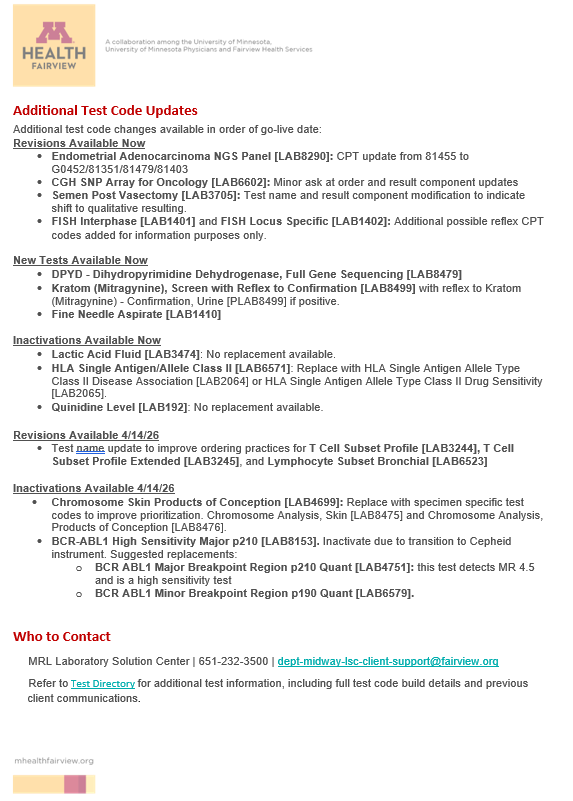 M
HEALTH
FAIRVIEW
A collaboration among the University of Minnesota,
University of Minnesota Physicians and Fairview Health Services
Additional Test Code Updates
Additional test code changes available in order of go-live date:
Revisions Available Now
• Endometrial Adenocarcinoma NGS Panel [LAB8290]: CPT update from 81455 to
G0452/81351/81479/81403
• CGH SNP Array for Oncology [LAB6602]: Minor ask at order and result component updates
• Semen Post Vasectomy [LAB3705]: Test name and result component modification to indicate
shift to qualitative resulting.
• FISH Interphase [LAB1401] and FISH Locus Specific [LAB1402]: Additional possible reflex CPT
codes added for information purposes only.
New Tests Available Now
• DPYD - Dihydropyrimidine Dehydrogenase, Full Gene Sequencing [LAB8479]
• Kratom (Mitragynine), Screen with Reflex to Confirmation [LAB8499] with reflex to Kratom
(Mitragynine) - Confirmation, Urine [PLAB8499] if positive.
• Fine Needle Aspirate [LAB1410]
Inactivations Available Now
• Lactic Acid Fluid [LAB3474]: No replacement available.
• HLA Single Antigen/Allele Class II [LAB6571]: Replace with HLA Single Antigen Allele Type
Class II Disease Association [LAB2064] or HLA Single Antigen Allele Type Class II Drug Sensitivity
[LAB2065].
• Quinidine Level [LAB192]: No replacement available.
Revisions Available 4/14/26
• Test name update to improve ordering practices for T Cell Subset Profile [LAB3244], T Cell
Subset Profile Extended [LAB3245], and Lymphocyte Subset Bronchial [LAB6523]
Inactivations Available 4/14/26
• Chromosome Skin Products of Conception [LAB4699]: Replace with specimen specific test
codes to improve prioritization. Chromosome Analysis, Skin [LAB8475] and Chromosome Analysis,
Products of Conception [LAB8476].
• BCR-ABL1 High Sensitivity Major p210 [LAB8153]. Inactivate due to transition to Cepheid
instrument. Suggested replacements:
o BCR ABL1 Major Breakpoint Region p210 Quant [LAB4751]: this test detects MR 4.5
and is a high sensitivity test
o BCR ABL1 Minor Breakpoint Region p190 Quant [LAB6579].
Who to Contact
MRL Laboratory Solution Center | 651-232-3500 | dept-midway-lsc-client-support@fairview.org
Refer to Test Directory for additional test information, including full test code build details and previous
client communications.
mhealthfairview.org